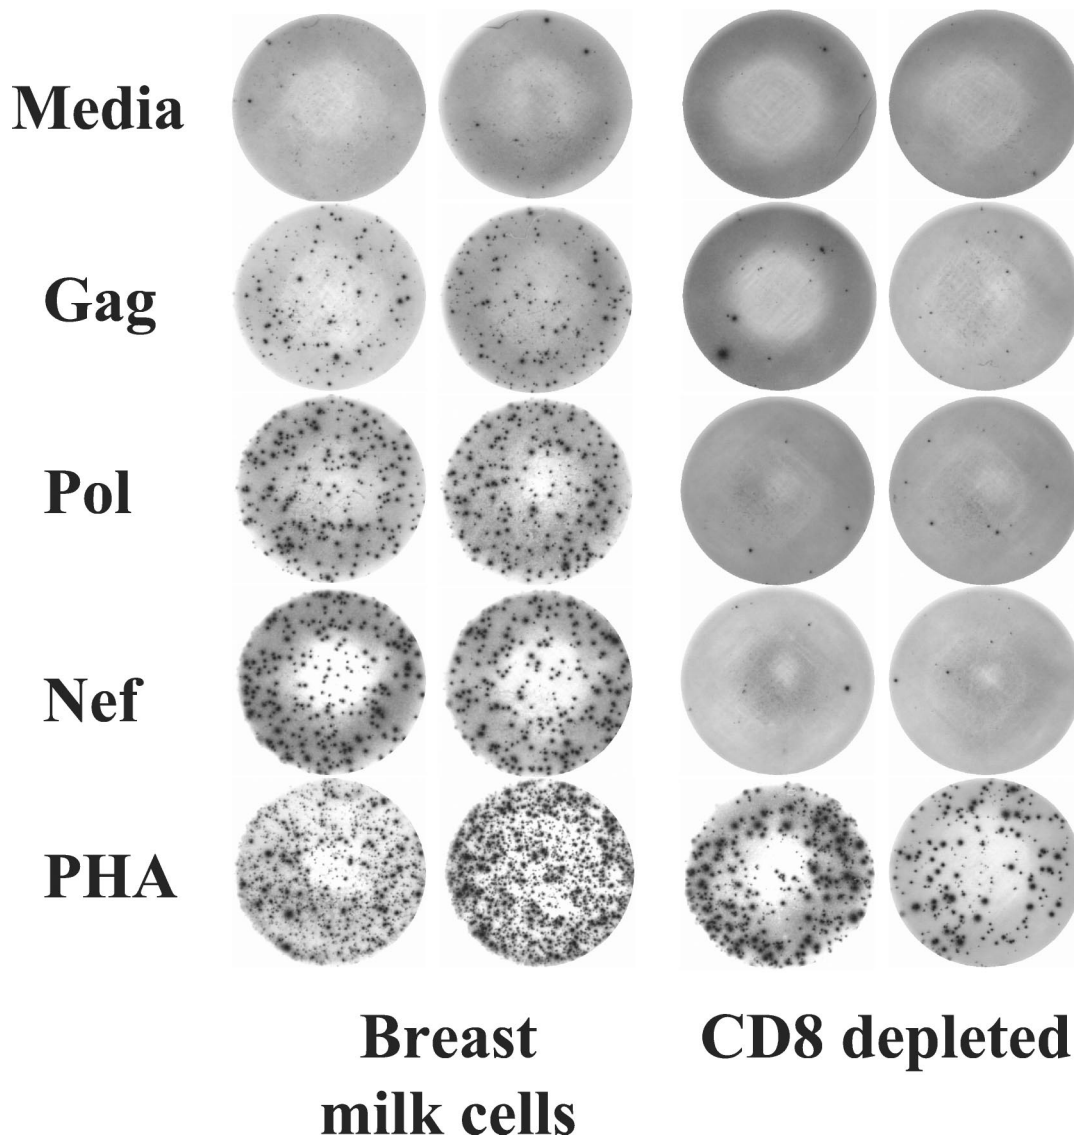 Media
Gag
Pol
Nef
PHA
Breast
milk cells
CD8 depleted